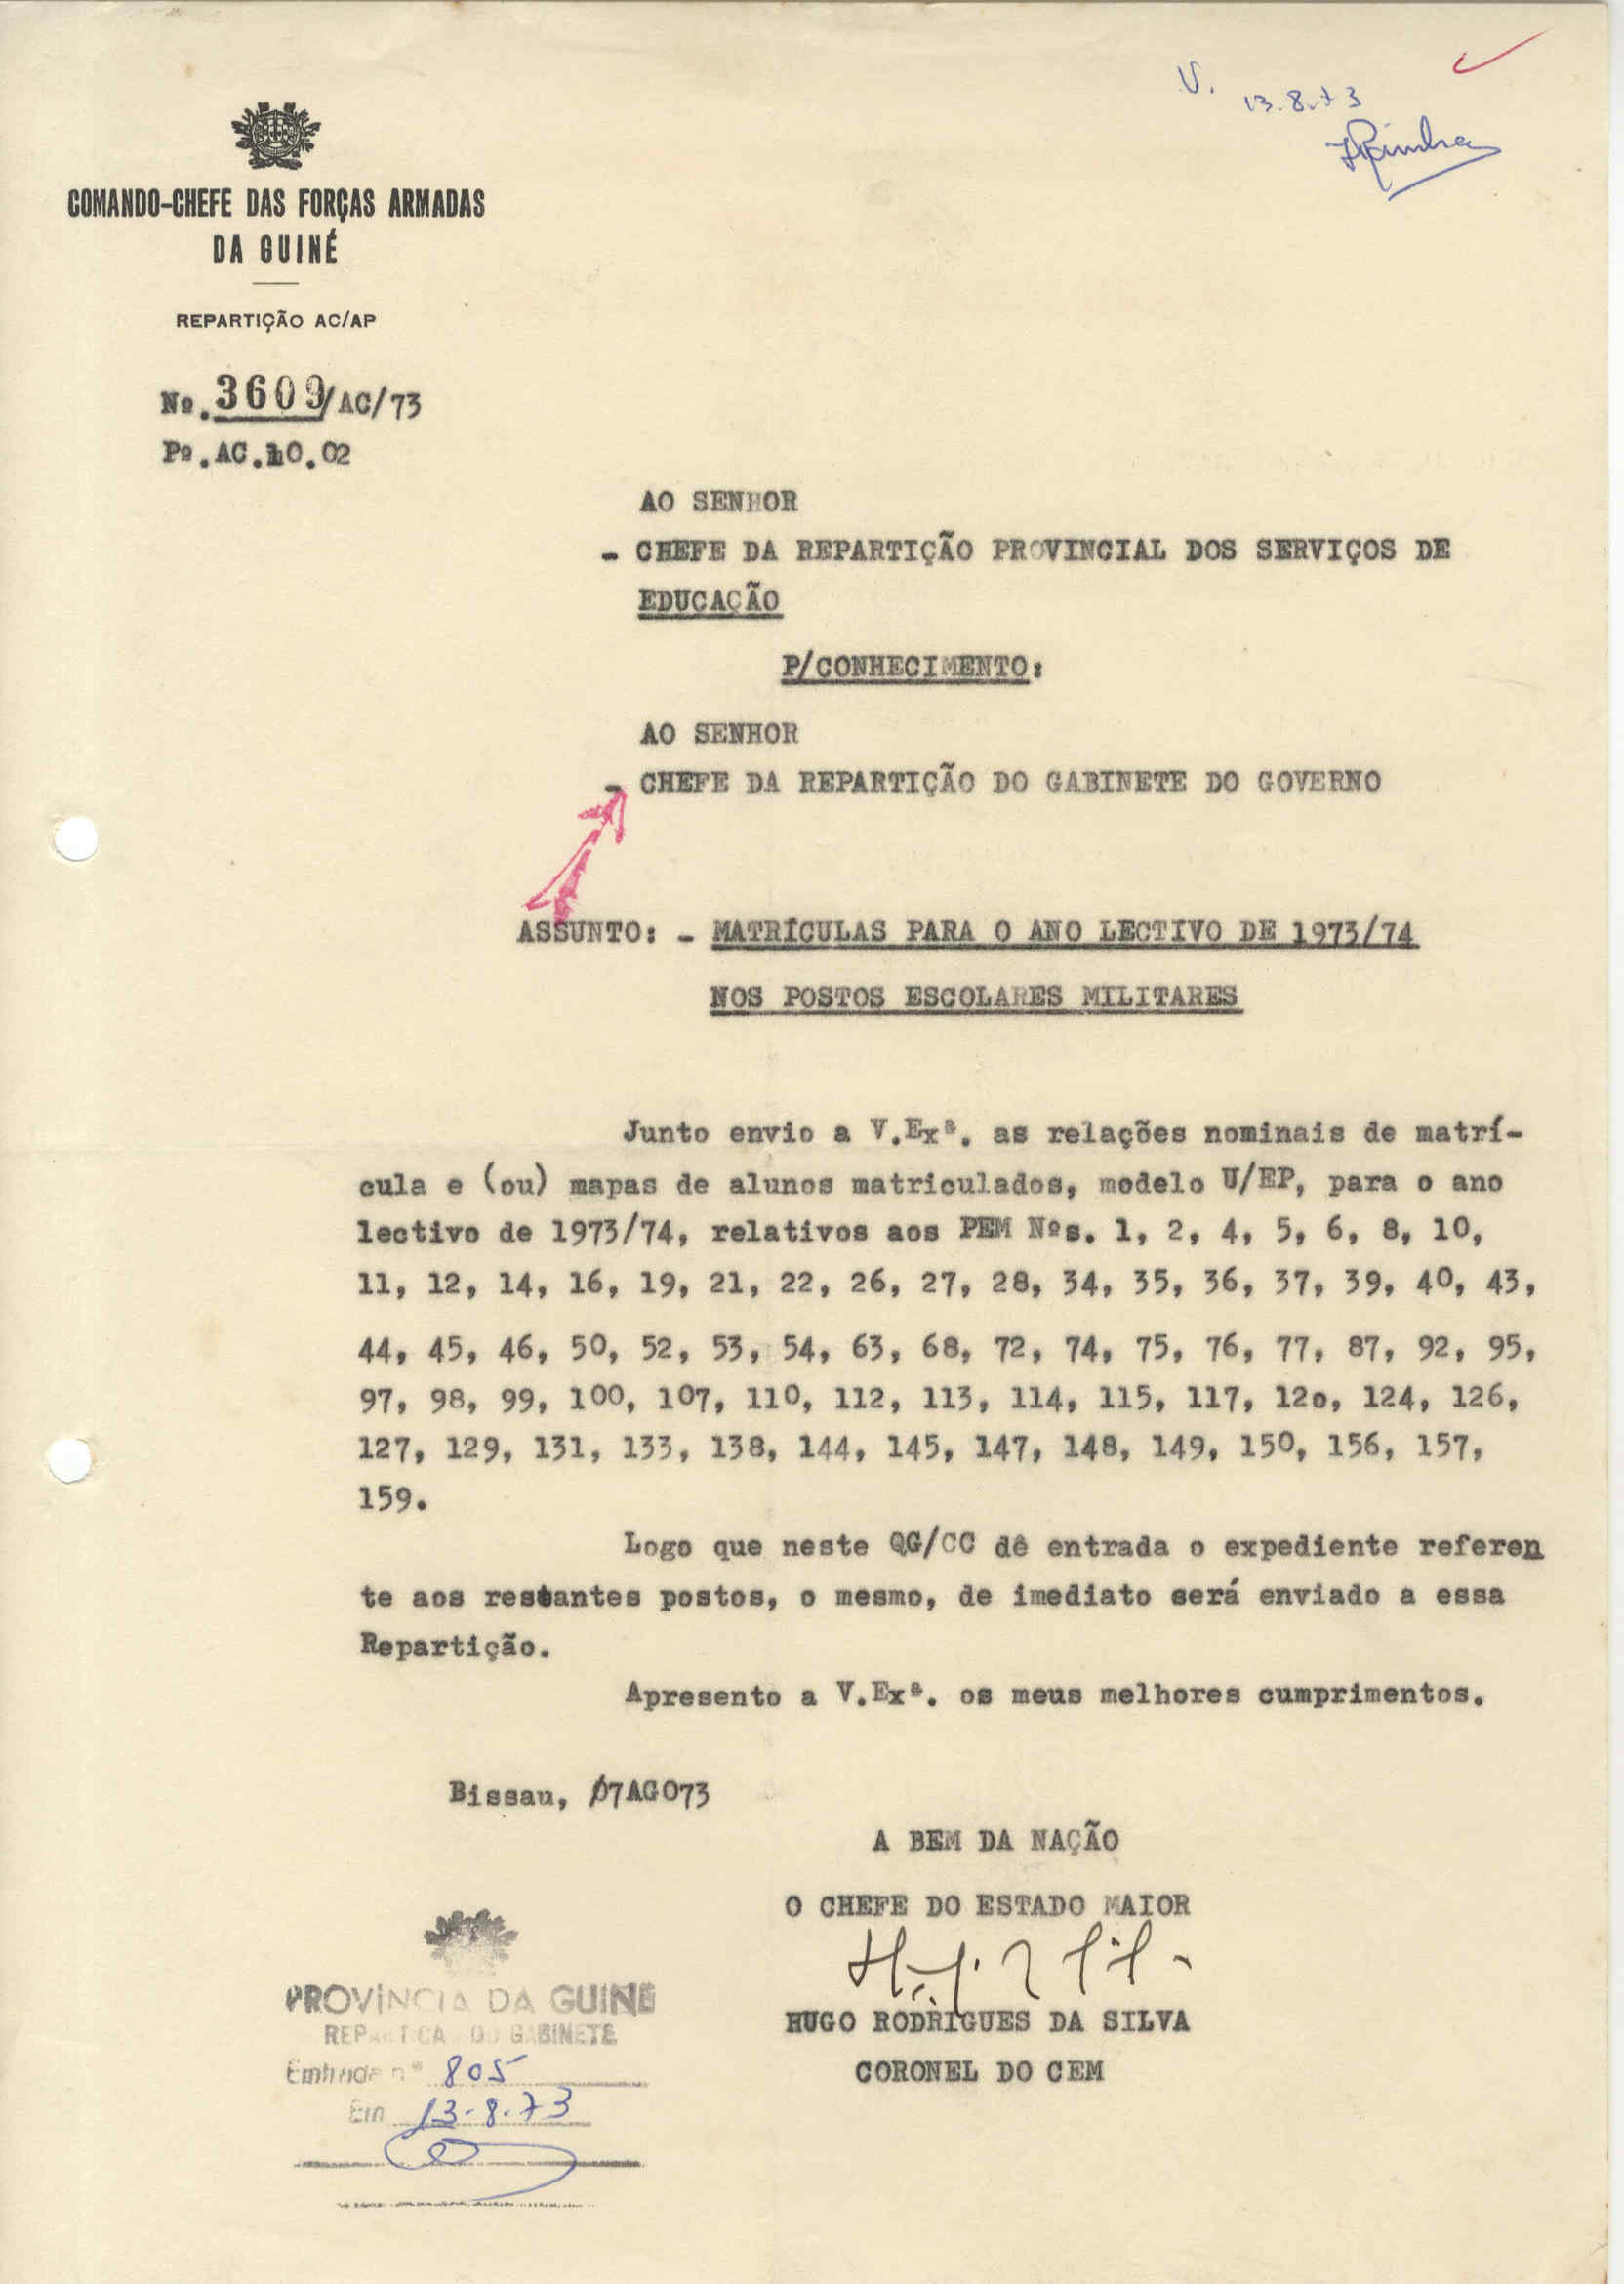 V. 13.8.73
COMANDO-CHEFE DAS FORÇAS ARMADAS
DA GUINÉ
REPARTIÇÃO AC/AP
Nº. 3609/AC/73
Pº.AC.10.02
AO SENHOR
- CHEFE DA REPARTIÇÃO PROVINCIAL DOS SERVIÇOS DE
EDUCAÇÃO
P/CONHECIMENTO:
AO SENHOR
- CHEFE DA REPARTIÇÃO DO GABINETE DO GOVERNO
ASSUNTO: - MATRÍCULAS PARA O ANO LECTIVO DE 1973/74
NOS POSTOS ESCOLARES MILITARES
Junto envio a V.Exª. as relações nominais de matrí-
cula e (ou) mapas de alunos matriculados, modelo U/EP, para o ano
lectivo de 1973/74, relativos aos PEM Nºs. 1, 2, 4, 5, 6, 8, 10,
11, 12, 14, 16, 19, 21, 22, 26, 27, 28, 34, 35, 36, 37, 39, 40, 43,
44, 45, 46, 50, 52, 53, 54, 63, 68, 72, 74, 75, 76, 77, 87, 92, 95,
97, 98, 99, 100, 107, 110, 112, 113, 114, 115, 117, 12o, 124, 126,
127, 129, 131, 133, 138, 144, 145, 147, 148, 149, 150, 156, 157,
159.
Logo que neste QG/CC dê entrada o expediente referen
te aos restantes postos, o mesmo, de imediato será enviado a essa
Repartição.
Apresento a V.Exª. os meus melhores cumprimentos.
Bissau, 07AGO73
A BEM DA NAÇÃO
O CHEFE DO ESTADO MAIOR
HUGO RODRIGUES DA SILVA
CORONEL DO CEM
PROVÍNCIA DA GUINÉ
REPARTIÇÃO DO GABINETE
Entrada nº 805
Em 13.8.73